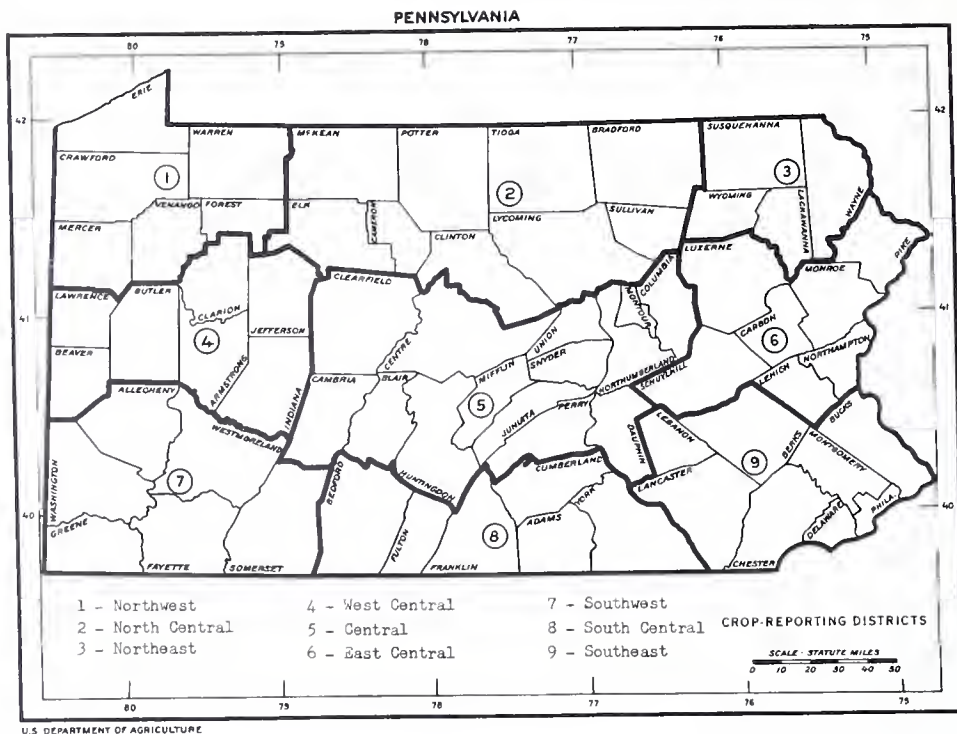 PENNSYLVANIA
80 79 78 77 76 75
42 42
ERIE
WARREN
McKEAN
POTTER
TIOGA
BRADFORD
SUSQUEHANNA
CRAWFORD
1
2
3
WYOMING
LACKAWANNA
WAYNE
VENANGO
FOREST
ELK
CAMERON
LYCOMING
SULLIVAN
MERCER
CLINTON
COLUMBIA
LUZERNE
PIKE
MONROE
CLEARFIELD
LAWRENCE
BUTLER
MONTOUR
41 41
CLARION
JEFFERSON
CENTRE
UNION
CARBON
4
6
BEAVER
ARMSTRONG
SNYDER
MIFFLIN
NORTHAMPTON
ALLEGHENY
INDIANA
CAMBRIA
BLAIR
5
JUNIATA
PERRY
NORTHUMBERLAND
SCHUYLKILL
LEHIGH
BUCKS
WESTMORELAND
DAUPHIN
LEBANON
BERKS
MONTGOMERY
WASHINGTON
7
BEDFORD
HUNTINGDON
CUMBERLAND
LANCASTER
9
40 40
GREENE
FULTON
8
ADAMS
YORK
DELAWARE
PHILA.
FAYETTE
SOMERSET
FRANKLIN
CHESTER
1 - Northwest 4 - West Central 7 - Southwest
2 - North Central 5 - Central 8 - South Central
3 - Northeast 6 - East Central 9 - Southeast
CROP-REPORTING DISTRICTS
SCALE - STATUTE MILES
0 10 20 30 40 50
80 79 78 77 76 75
U.S. DEPARTMENT OF AGRICULTURE